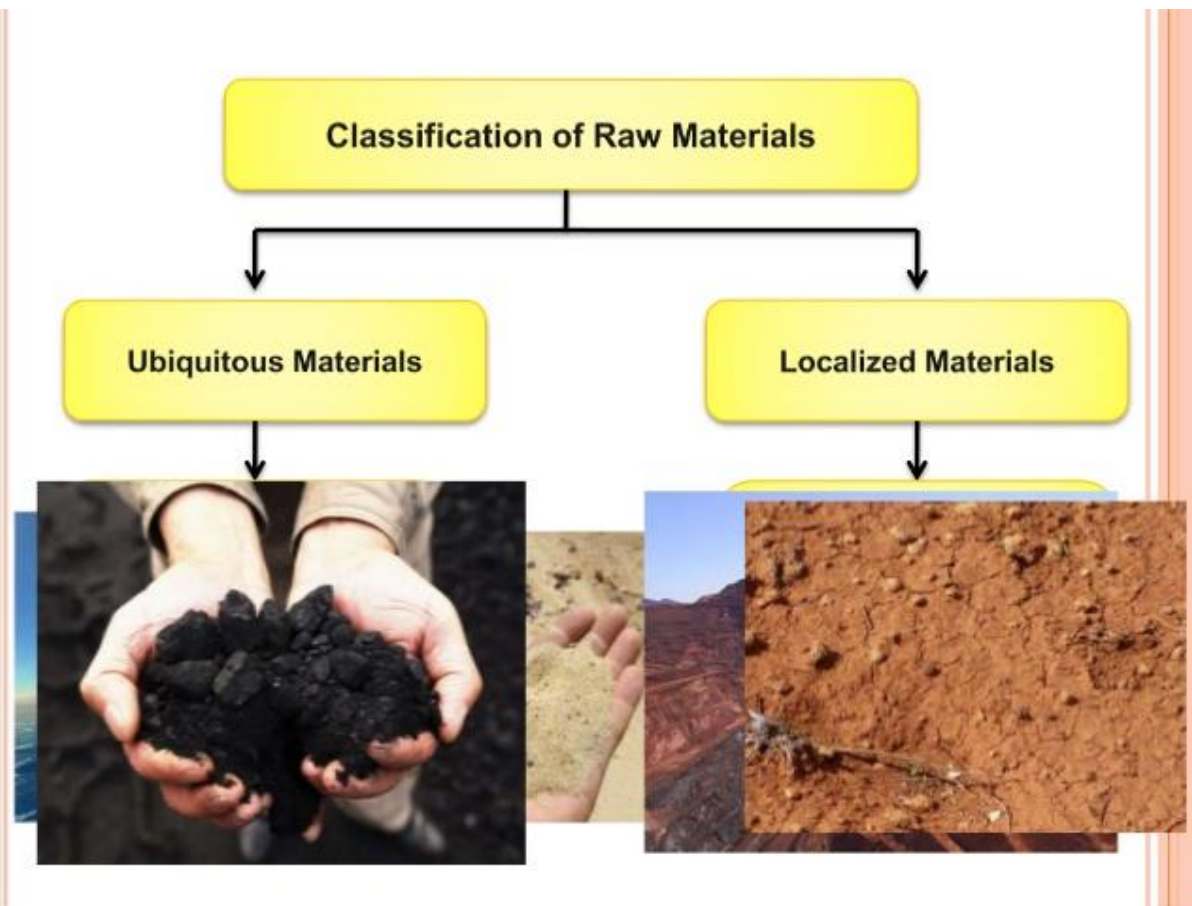 Classification of Raw Materials
Ubiquitous Materials
Localized Materials